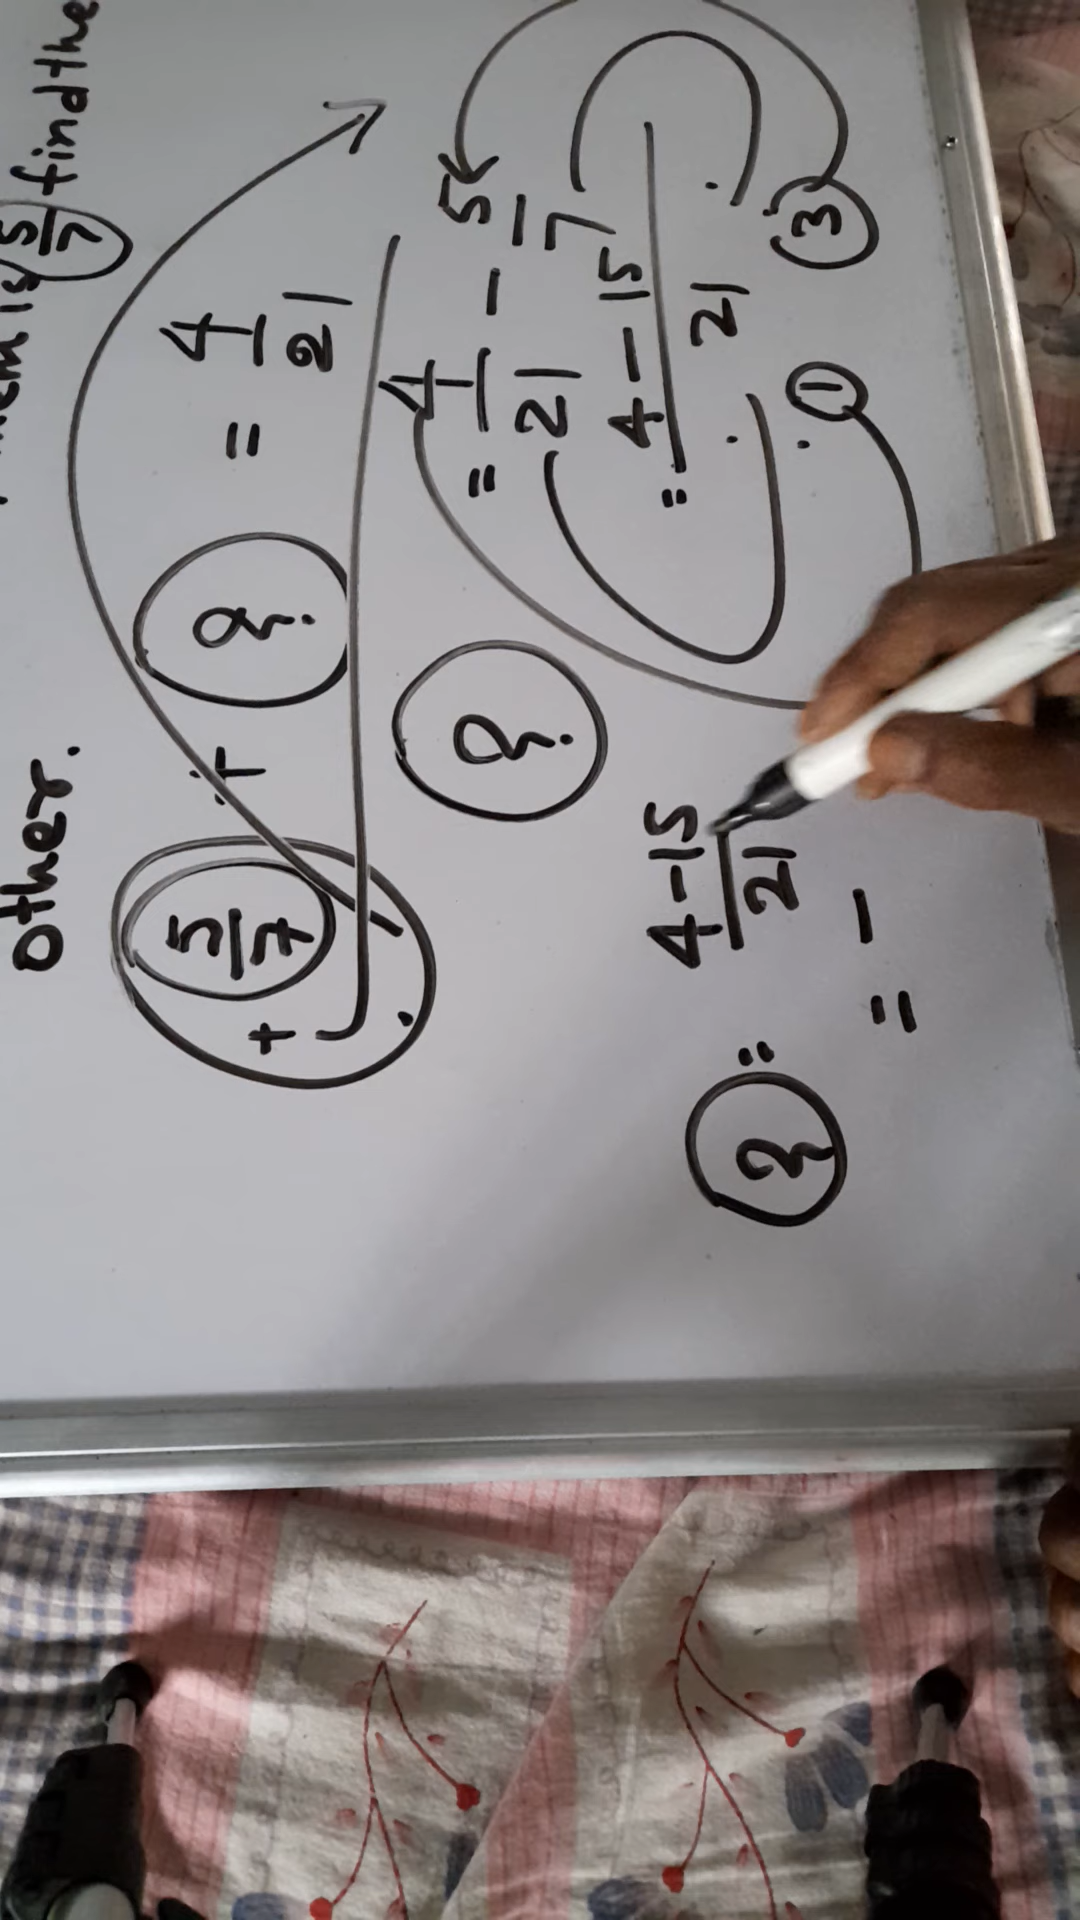 is 5/7 find the
other.
+ 5/7 + ? = 4/21
? = 4/21 - 5/7
= 4-15/21
? = 4-15/21
① ③
= -